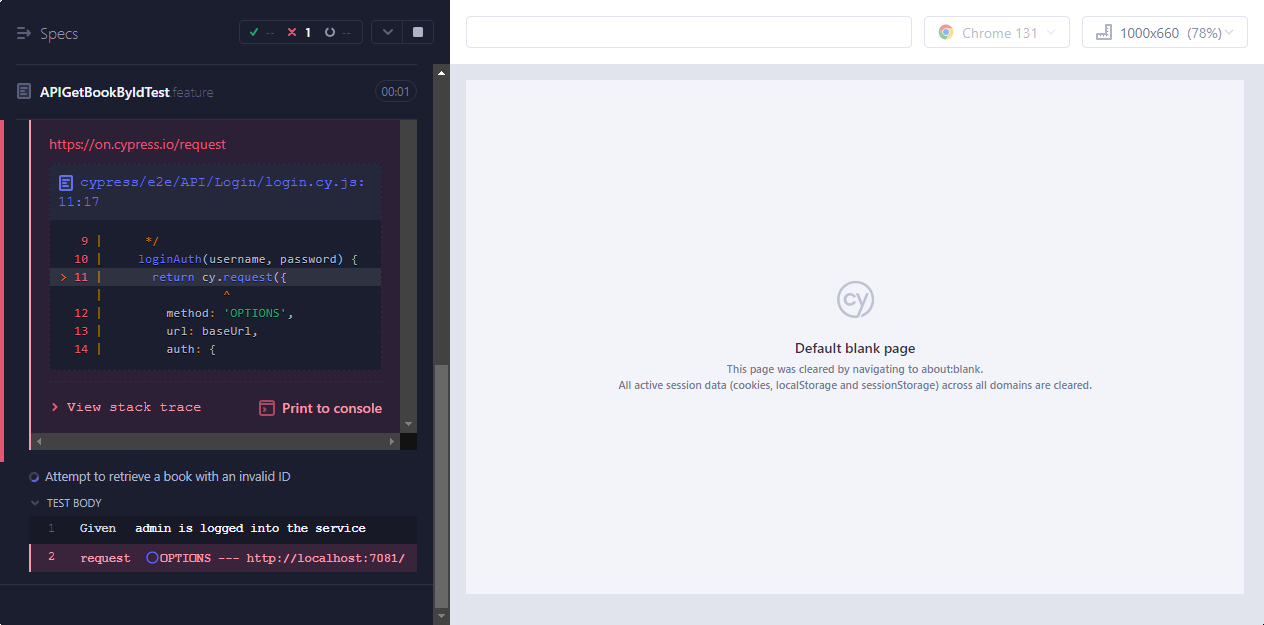 Specs
-- 1 --
Chrome 131
1000x660 (78%)
APIGetBookByIdTest feature
00:01
https://on.cypress.io/request
cypress/e2e/API/Login/login.cy.js:
11:17
9 | */
10 | loginAuth(username, password) {
> 11 | return cy.request({
| ^
12 | method: 'OPTIONS',
13 | url: baseUrl,
14 | auth: {
> View stack trace
Print to console
Attempt to retrieve a book with an invalid ID
TEST BODY
1 Given admin is logged into the service
2 request OPTIONS --- http://localhost:7081/
cy
Default blank page
This page was cleared by navigating to about:blank.
All active session data (cookies, localStorage and sessionStorage) across all domains are cleared.